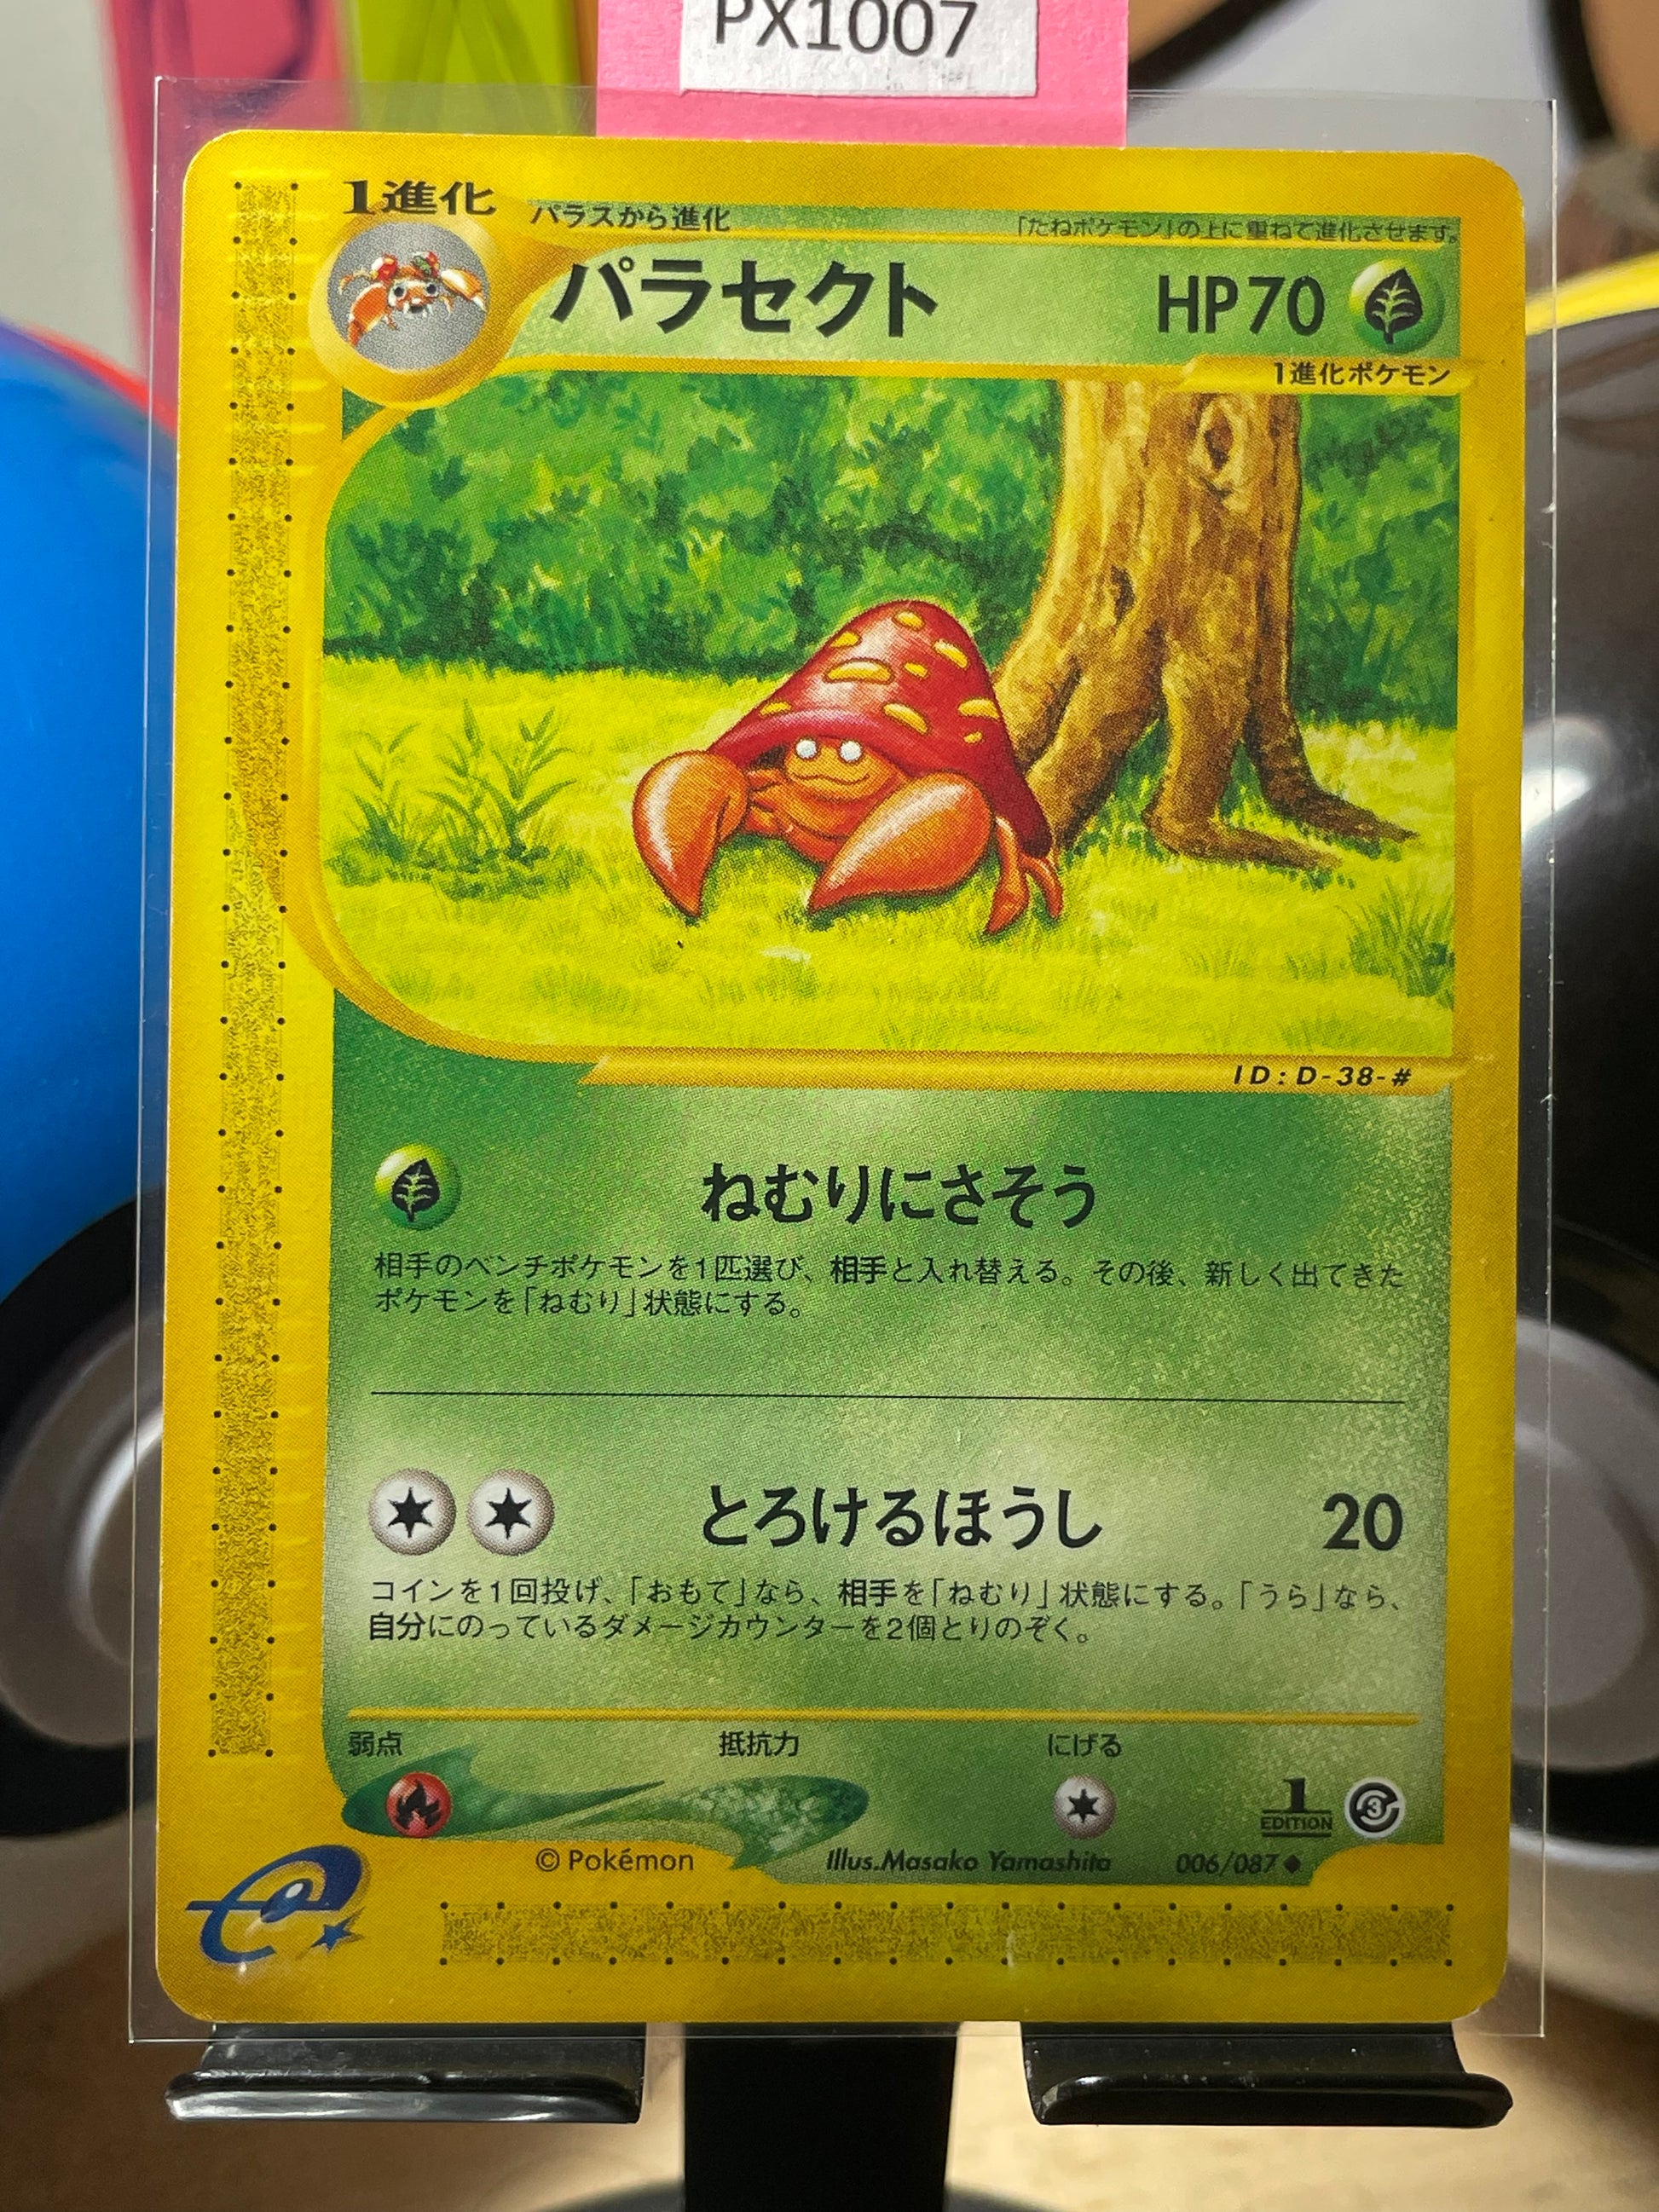 PX1007
1進化
パラスから進化
「たねポケモン」の上に重ねて進化させます。
パラセクト
HP70
1進化ポケモン
ID:D-38-#
ねむりにさそう
相手のベンチポケモンを1匹選び、相手と入れ替える。その後、新しく出てきた
ポケモンを「ねむり」状態にする。
とろけるほうし 20
コインを1回投げ、「おもて」なら、相手を「ねむり」状態にする。「うら」なら、
自分にのっているダメージカウンターを2個とりのぞく。
弱点 抵抗力 にげる
1
EDITION
3
© Pokémon Illus.Masako Yamashita 006/087
e